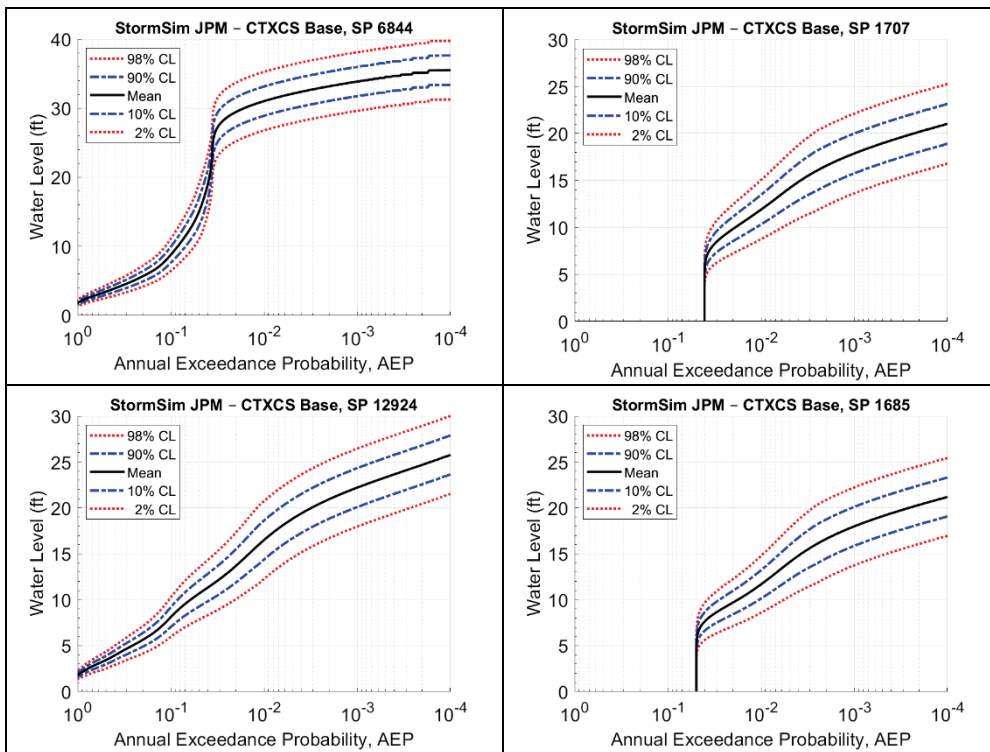 StormSim JPM – CTXCS Base, SP 6844
40
30
20
10
0
Water Level (ft)
98% CL
90% CL
Mean
10% CL
2% CL
10^0 10^-1 10^-2 10^-3 10^-4
Annual Exceedance Probability, AEP
StormSim JPM – CTXCS Base, SP 1707
30
25
20
15
10
5
0
Water Level (ft)
98% CL
90% CL
Mean
10% CL
2% CL
10^0 10^-1 10^-2 10^-3 10^-4
Annual Exceedance Probability, AEP
StormSim JPM – CTXCS Base, SP 12924
30
25
20
15
10
5
0
Water Level (ft)
98% CL
90% CL
Mean
10% CL
2% CL
10^0 10^-1 10^-2 10^-3 10^-4
Annual Exceedance Probability, AEP
StormSim JPM – CTXCS Base, SP 1685
30
25
20
15
10
5
0
Water Level (ft)
98% CL
90% CL
Mean
10% CL
2% CL
10^0 10^-1 10^-2 10^-3 10^-4
Annual Exceedance Probability, AEP